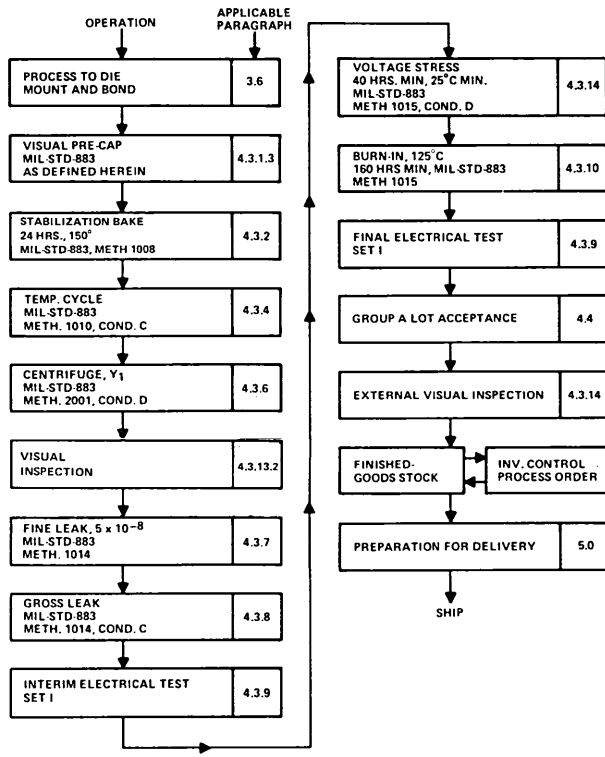 OPERATION
APPLICABLE
PARAGRAPH
PROCESS TO DIE
MOUNT AND BOND
3.6
VISUAL PRE-CAP
MIL-STD-883
AS DEFINED HEREIN
4.3.1.3
STABILIZATION BAKE
24 HRS., 150°
MIL-STD-883, METH 1008
4.3.2
TEMP. CYCLE
MIL-STD-883
METH. 1010, COND. C
4.3.4
CENTRIFUGE, Y1
MIL-STD-883
METH. 2001, COND. D
4.3.6
VISUAL
INSPECTION
4.3.13.2
FINE LEAK, 5 x 10⁻⁸
MIL-STD-883
METH. 1014
4.3.7
GROSS LEAK
MIL-STD-883
METH. 1014, COND. C
4.3.8
INTERIM ELECTRICAL TEST
SET I
4.3.9
VOLTAGE STRESS
40 HRS. MIN, 25°C MIN.
MIL-STD-883
METH 1015, COND. D
4.3.14
BURN-IN, 125°C
160 HRS MIN, MIL-STD-883
METH 1015
4.3.10
FINAL ELECTRICAL TEST
SET I
4.3.9
GROUP A LOT ACCEPTANCE
4.4
EXTERNAL VISUAL INSPECTION
4.3.14
FINISHED-
GOODS STOCK
INV. CONTROL
PROCESS ORDER
PREPARATION FOR DELIVERY
5.0
SHIP